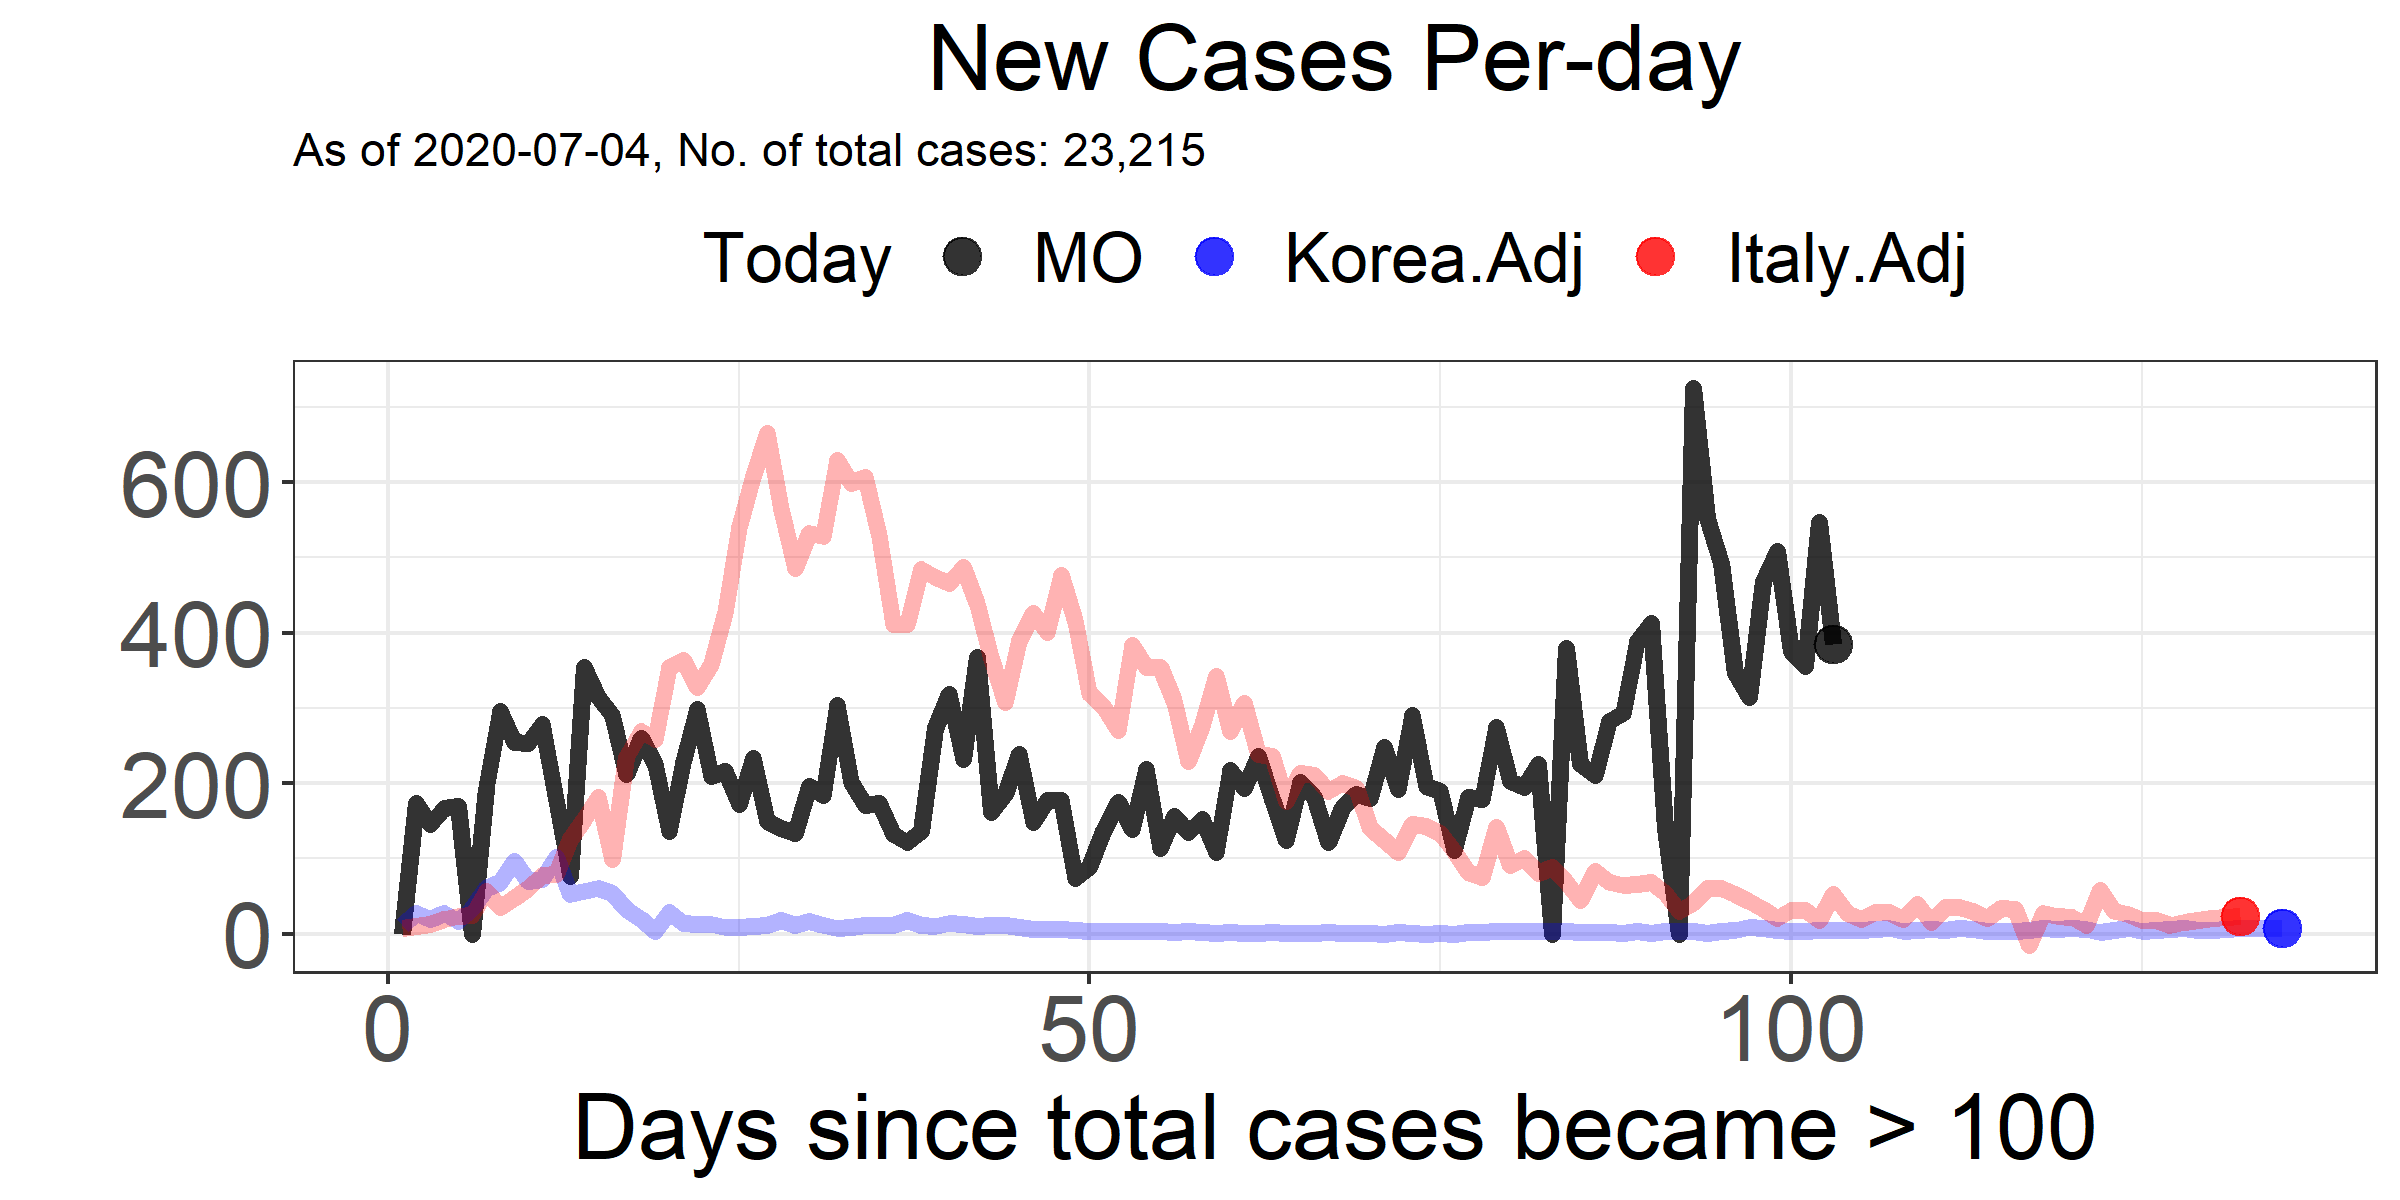 New Cases Per-day
As of 2020-07-04, No. of total cases: 23,215
Today MO Korea.Adj Italy.Adj
600
400
200
0
0 50 100
Days since total cases became > 100